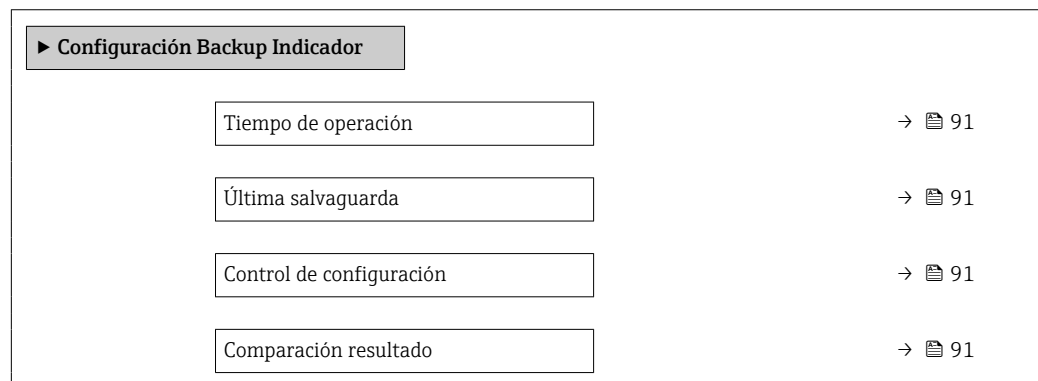 ▶ Configuración Backup Indicador
Tiempo de operación → 91
Última salvaguarda → 91
Control de configuración → 91
Comparación resultado → 91